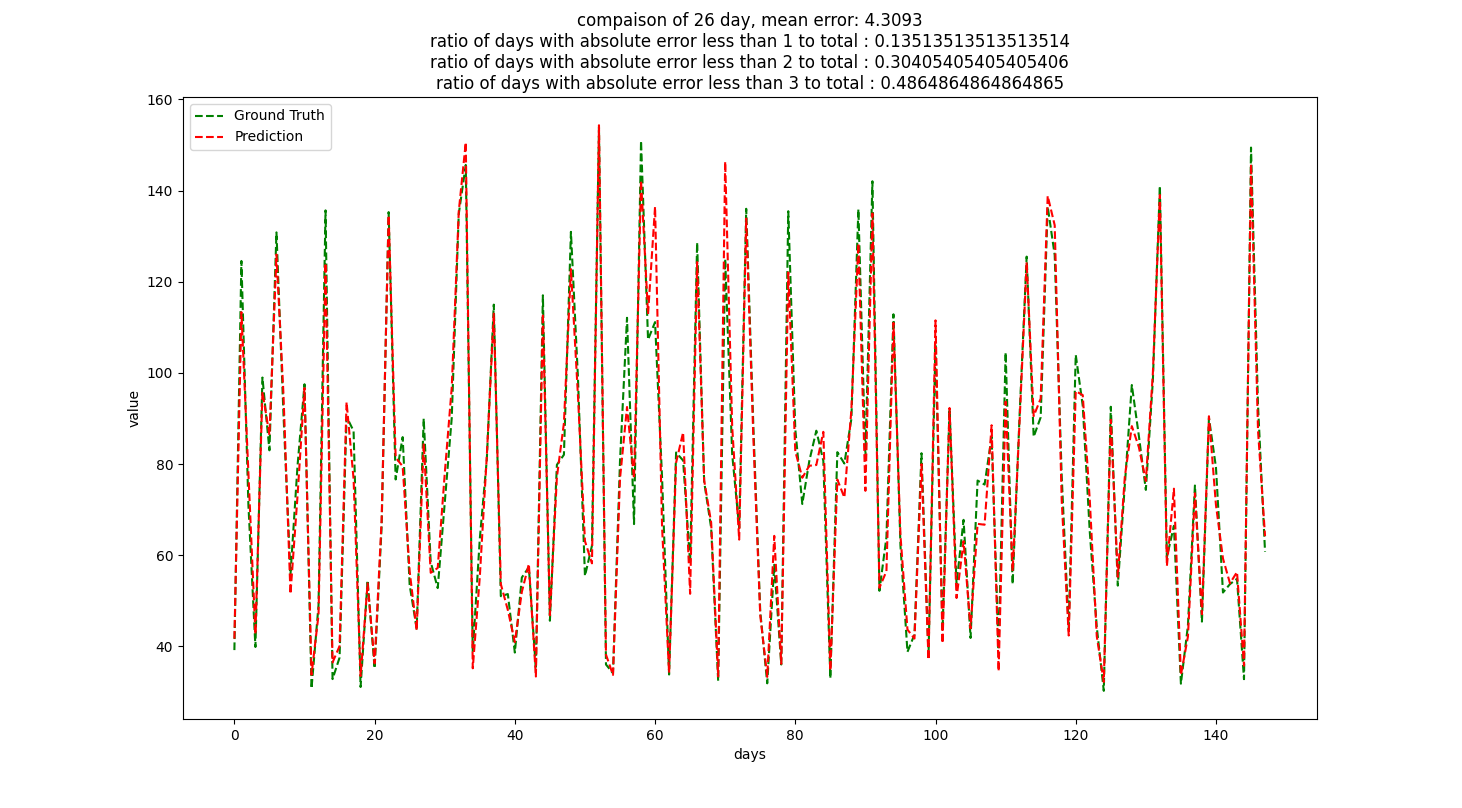 compaison of 26 day, mean error: 4.3093
ratio of days with absolute error less than 1 to total : 0.13513513513513514
ratio of days with absolute error less than 2 to total : 0.30405405405405406
ratio of days with absolute error less than 3 to total : 0.4864864864864865
Ground Truth
Prediction
160
140
120
100
80
60
40
value
0 20 40 60 80 100 120 140
days